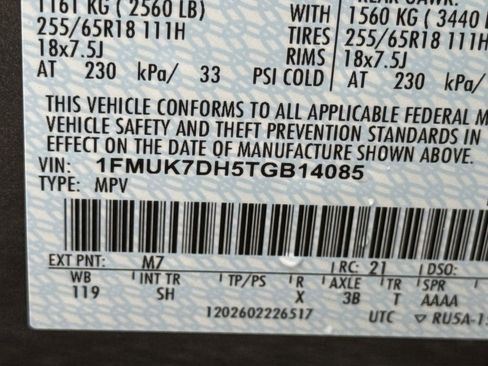 1161 KG ( 2560 LB) WITH 1560 KG ( 3440
255/65R18 111H TIRES 255/65R18 111H
18x7.5J RIMS 18x7.5J
AT 230 kPa/ 33 PSI COLD AT 230 kPa/
THIS VEHICLE CONFORMS TO ALL APPLICABLE FEDERAL M
VEHICLE SAFETY AND THEFT PREVENTION STANDARDS IN
EFFECT ON THE DATE OF MANUFACTURE SHOWN ABOVE.
VIN: 1FMUK7DH5TGB14085
TYPE: MPV
EXT PNT: M7 RC: 21 DSO:
WB INT TR TP/PS R AXLE TR SPR
119 SH X 3B T AAAA
1202602226517 UTC ▽ RU5A-15